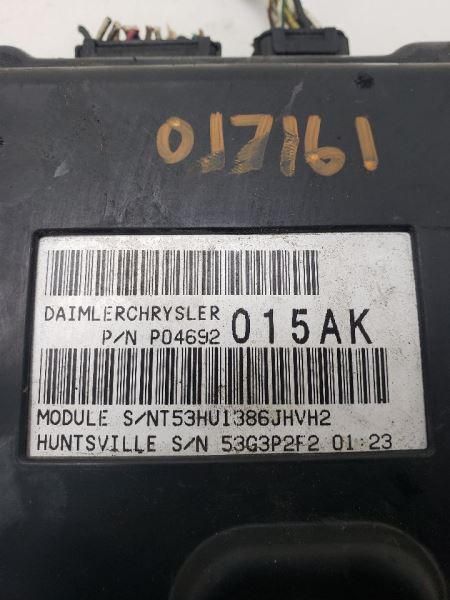 017161
DAIMLERCHRYSLER
P/N P04692 015AK
MODULE S/NT53HU1386JHVH2
HUNTSVILLE S/N 53G3P2F2 01:23